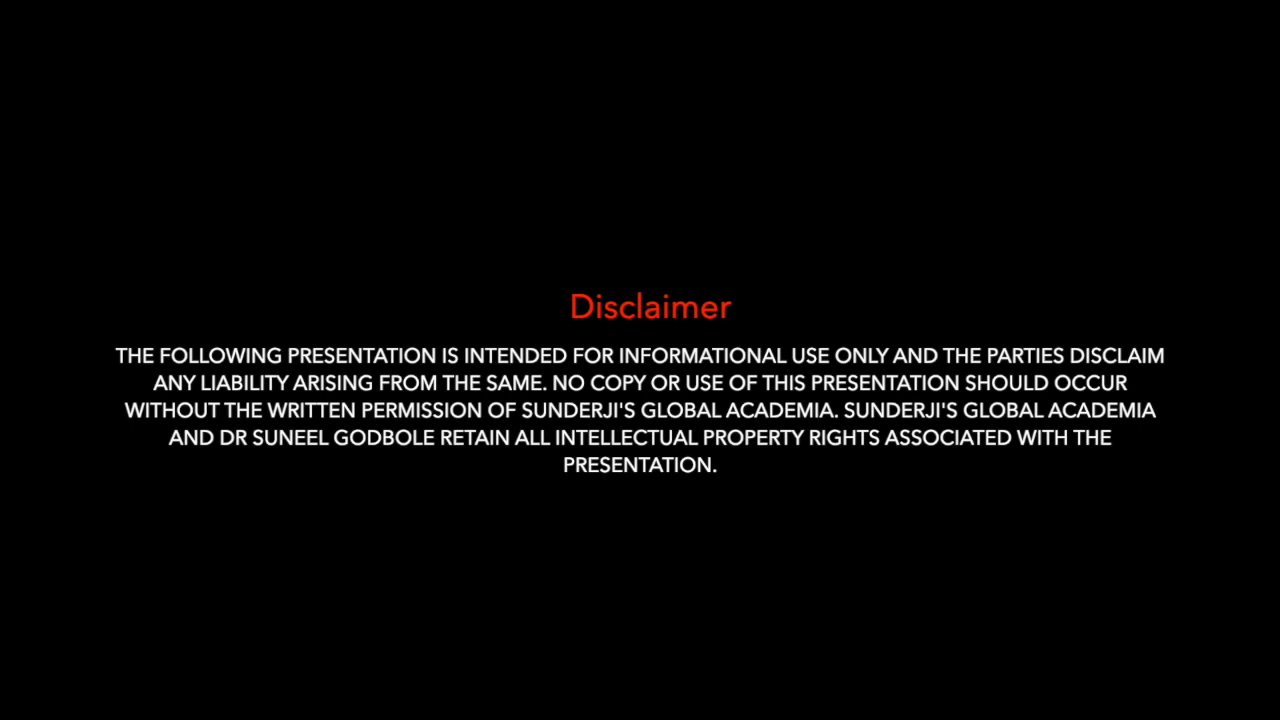 Disclaimer
THE FOLLOWING PRESENTATION IS INTENDED FOR INFORMATIONAL USE ONLY AND THE PARTIES DISCLAIM
ANY LIABILITY ARISING FROM THE SAME. NO COPY OR USE OF THIS PRESENTATION SHOULD OCCUR
WITHOUT THE WRITTEN PERMISSION OF SUNDERJI'S GLOBAL ACADEMIA. SUNDERJI'S GLOBAL ACADEMIA
AND DR SUNEEL GODBOLE RETAIN ALL INTELLECTUAL PROPERTY RIGHTS ASSOCIATED WITH THE
PRESENTATION.